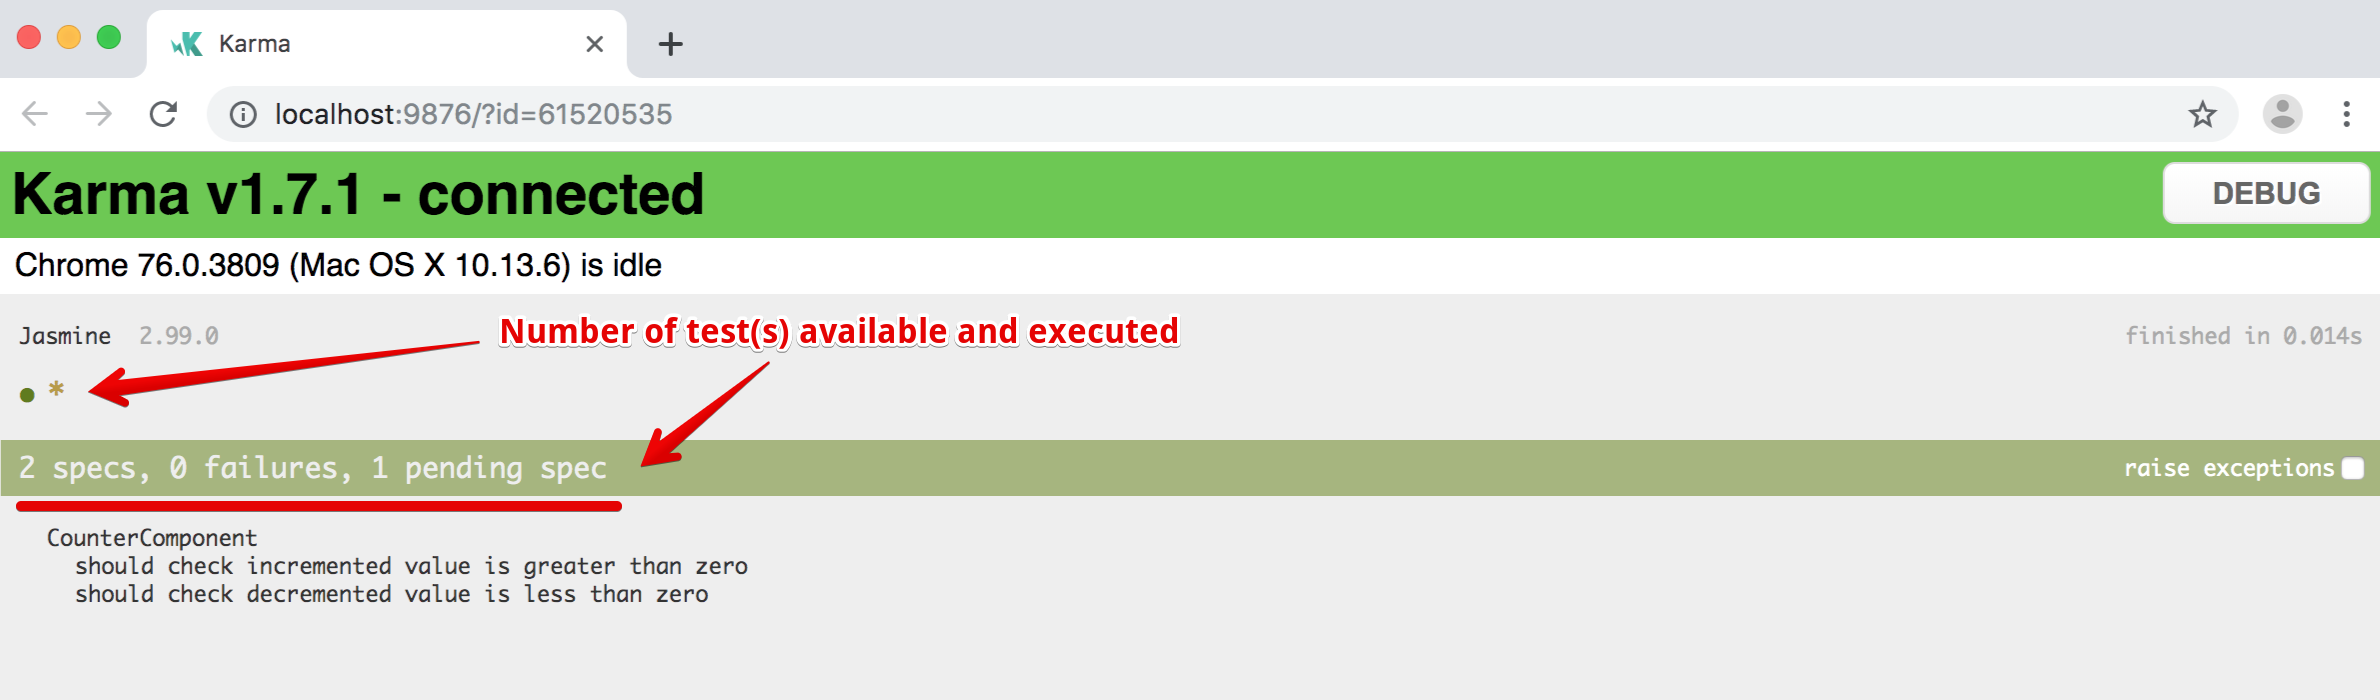 Karma
localhost:9876/?id=61520535
Karma v1.7.1 - connected
DEBUG
Chrome 76.0.3809 (Mac OS X 10.13.6) is idle
Number of test(s) available and executed
Jasmine 2.99.0
finished in 0.014s
● *
2 specs, 0 failures, 1 pending spec
raise exceptions
CounterComponent
should check incremented value is greater than zero
should check decremented value is less than zero